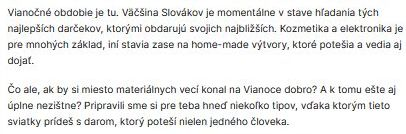 Vianočné obdobie je tu. Väčšina Slovákov je momentálne v stave hľadania tých
najlepších darčekov, ktorými obdarujú svojich najbližších. Kozmetika a elektronika je
pre mnohých základ, iní stavia zase na home-made výtvory, ktoré potešia a vedia aj
dojať.
Čo ale, ak by si miesto materiálnych vecí konal na Vianoce dobro? A k tomu ešte aj
úplne nezištne? Pripravili sme si pre teba hneď niekoľko tipov, vďaka ktorým tieto
sviatky prídeš s darom, ktorý poteší nielen jedného človeka.